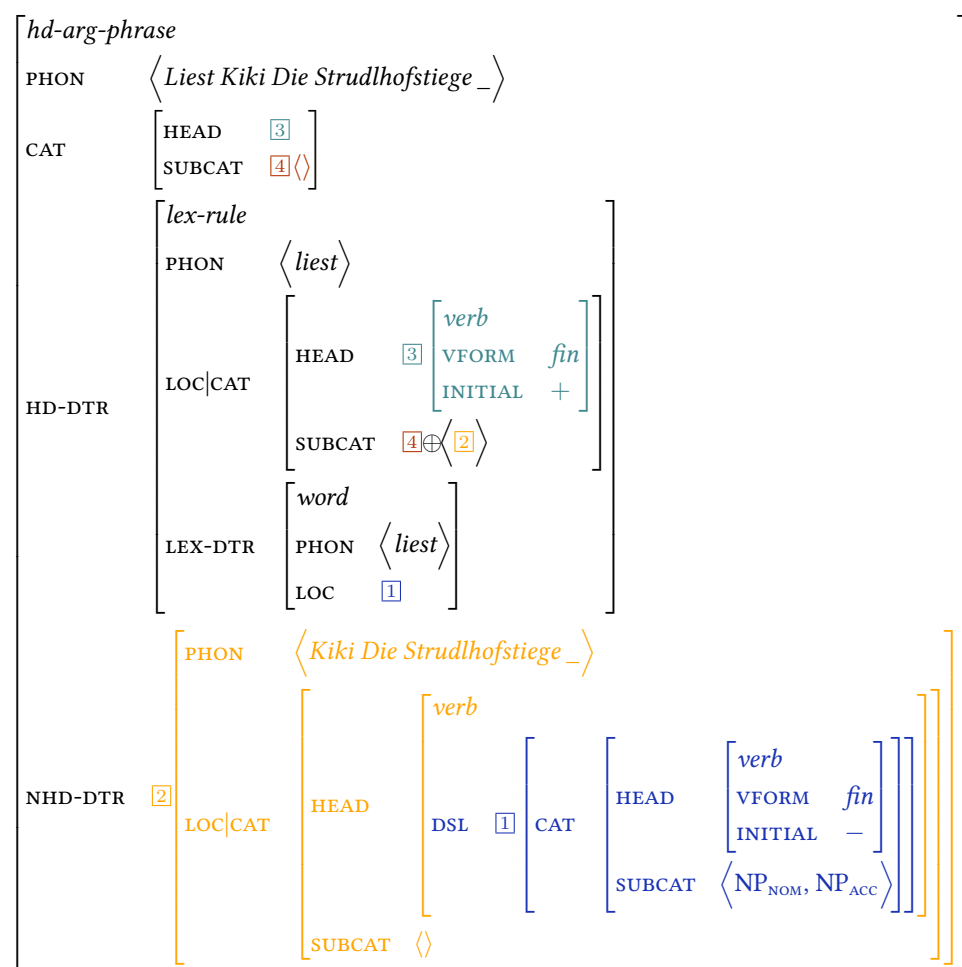 hd-arg-phrase
PHON ⟨Liest Kiki Die Strudlhofstiege _⟩
HEAD 3
CAT
SUBCAT 4 ⟨⟩
lex-rule
PHON ⟨liest⟩
verb
HEAD 3 VFORM fin
INITIAL +
LOC|CAT
HD-DTR
SUBCAT 4 ⊕ ⟨2⟩
word
LEX-DTR PHON ⟨liest⟩
LOC 1
PHON ⟨Kiki Die Strudlhofstiege _⟩
verb
verb
HEAD VFORM fin
INITIAL −
NHD-DTR 2 LOC|CAT HEAD DSL 1 CAT
SUBCAT ⟨NP_NOM, NP_ACC⟩
SUBCAT ⟨⟩